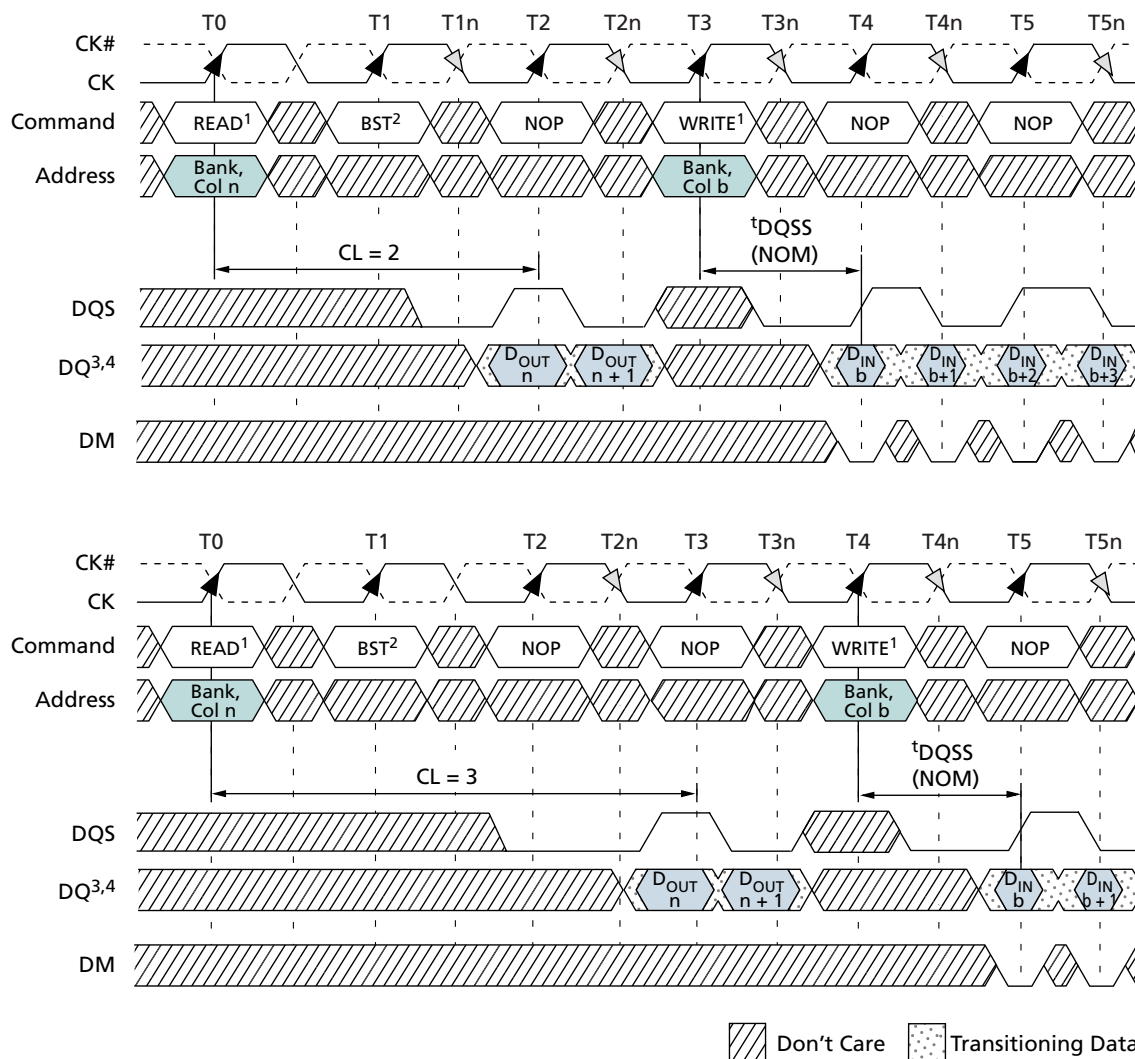 T0 T1 T1n T2 T2n T3 T3n T4 T4n T5 T5n
CK#
CK
Command READ1 BST2 NOP WRITE1 NOP NOP
Address Bank, Col n Bank, Col b
tDQSS
(NOM)
CL = 2
DQS
DQ3,4 DOUT n DOUT n + 1 DIN b DIN b+1 DIN b+2 DIN b+3
DM
T0 T1 T2 T2n T3 T3n T4 T4n T5 T5n
CK#
CK
Command READ1 BST2 NOP NOP WRITE1 NOP
Address Bank, Col n Bank, Col b
tDQSS
(NOM)
CL = 3
DQS
DQ3,4 DOUT n DOUT n + 1 DIN b DIN b + 1
DM
Don't Care Transitioning Data